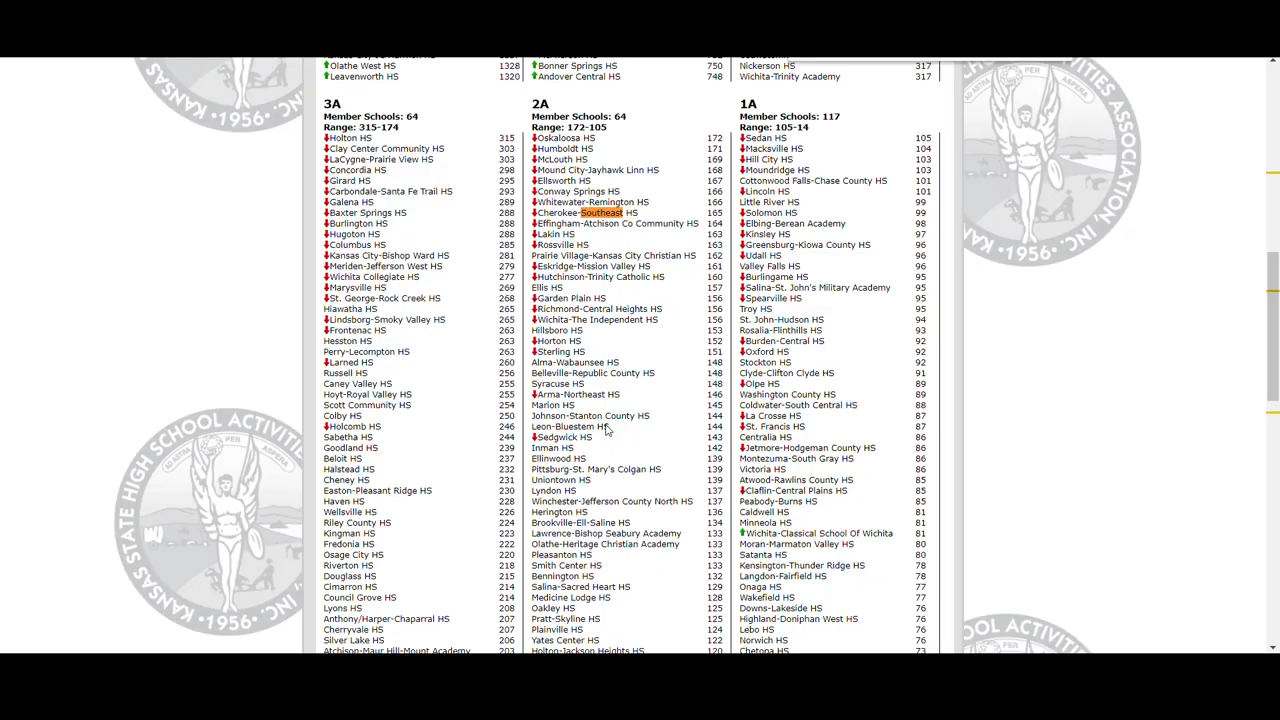 Olathe West HS 1328
Leavenworth HS 1320
Bonner Springs HS 750
Andover Central HS 748
Nickerson HS 317
Wichita-Trinity Academy 317
3A
Member Schools: 64
Range: 315-174
Holton HS 315
Clay Center Community HS 303
LaCygne-Prairie View HS 303
Concordia HS 298
Girard HS 295
Carbondale-Santa Fe Trail HS 293
Galena HS 289
Baxter Springs HS 288
Burlington HS 288
Hugoton HS 288
Columbus HS 285
Kansas City-Bishop Ward HS 281
Meriden-Jefferson West HS 279
Wichita Collegiate HS 277
Marysville HS 269
St. George-Rock Creek HS 268
Hiawatha HS 265
Lindsborg-Smoky Valley HS 265
Frontenac HS 263
Hesston HS 263
Perry-Lecompton HS 263
Larned HS 260
Russell HS 256
Caney Valley HS 255
Hoyt-Royal Valley HS 255
Scott Community HS 254
Colby HS 250
Holcomb HS 246
Sabetha HS 244
Goodland HS 239
Beloit HS 237
Halstead HS 232
Cheney HS 231
Easton-Pleasant Ridge HS 230
Haven HS 228
Wellsville HS 226
Riley County HS 224
Kingman HS 223
Fredonia HS 222
Osage City HS 220
Riverton HS 218
Douglass HS 215
Cimarron HS 214
Council Grove HS 214
Lyons HS 208
Anthony/Harper-Chaparral HS 207
Cherryvale HS 207
Silver Lake HS 206
Atchison-Maur Hill-Mount Academy 203
2A
Member Schools: 64
Range: 172-105
Oskaloosa HS 172
Humboldt HS 171
McLouth HS 169
Mound City-Jayhawk Linn HS 168
Ellsworth HS 167
Conway Springs HS 166
Whitewater-Remington HS 166
Cherokee-Southeast HS 165
Effingham-Atchison Co Community HS 164
Lakin HS 163
Rossville HS 163
Prairie Village-Kansas City Christian HS 162
Eskridge-Mission Valley HS 161
Hutchinson-Trinity Catholic HS 160
Ellis HS 157
Garden Plain HS 156
Richmond-Central Heights HS 156
Wichita-The Independent HS 156
Hillsboro HS 153
Horton HS 152
Sterling HS 151
Alma-Wabaunsee HS 148
Belleville-Republic County HS 148
Syracuse HS 148
Arma-Northeast HS 146
Marion HS 145
Johnson-Stanton County HS 144
Leon-Bluestem HS 144
Sedgwick HS 143
Inman HS 142
Ellinwood HS 139
Pittsburg-St. Mary's Colgan HS 139
Uniontown HS 139
Lyndon HS 137
Winchester-Jefferson County North HS 137
Herington HS 136
Brookville-Ell-Saline HS 134
Lawrence-Bishop Seabury Academy 133
Olathe-Heritage Christian Academy 133
Pleasanton HS 133
Smith Center HS 133
Bennington HS 132
Salina-Sacred Heart HS 129
Medicine Lodge HS 128
Oakley HS 125
Pratt-Skyline HS 125
Plainville HS 124
Yates Center HS 122
Holton-Jackson Heights HS 120
1A
Member Schools: 117
Range: 105-14
Sedan HS 105
Macksville HS 104
Hill City HS 103
Moundridge HS 103
Cottonwood Falls-Chase County HS 101
Lincoln HS 101
Little River HS 99
Solomon HS 99
Elbing-Berean Academy 98
Kinsley HS 97
Greensburg-Kiowa County HS 96
Udall HS 96
Valley Falls HS 96
Burlingame HS 95
Salina-St. John's Military Academy 95
Spearville HS 95
Troy HS 95
St. John-Hudson HS 94
Rosalia-Flinthills HS 93
Burden-Central HS 92
Oxford HS 92
Stockton HS 92
Clyde-Clifton Clyde HS 91
Olpe HS 89
Washington County HS 89
Coldwater-South Central HS 88
La Crosse HS 87
St. Francis HS 87
Centralia HS 86
Jetmore-Hodgeman County HS 86
Montezuma-South Gray HS 86
Victoria HS 86
Atwood-Rawlins County HS 85
Claflin-Central Plains HS 85
Peabody-Burns HS 85
Caldwell HS 81
Minneola HS 81
Wichita-Classical School Of Wichita 81
Moran-Marmaton Valley HS 80
Satanta HS 80
Kensington-Thunder Ridge HS 78
Langdon-Fairfield HS 78
Onaga HS 77
Wakefield HS 77
Downs-Lakeside HS 76
Highland-Doniphan West HS 76
Lebo HS 76
Norwich HS 76
Chetopa HS 73
KANSAS STATE HIGH SCHOOL ACTIVITIES ASSOCIATION, INC.
•1956•